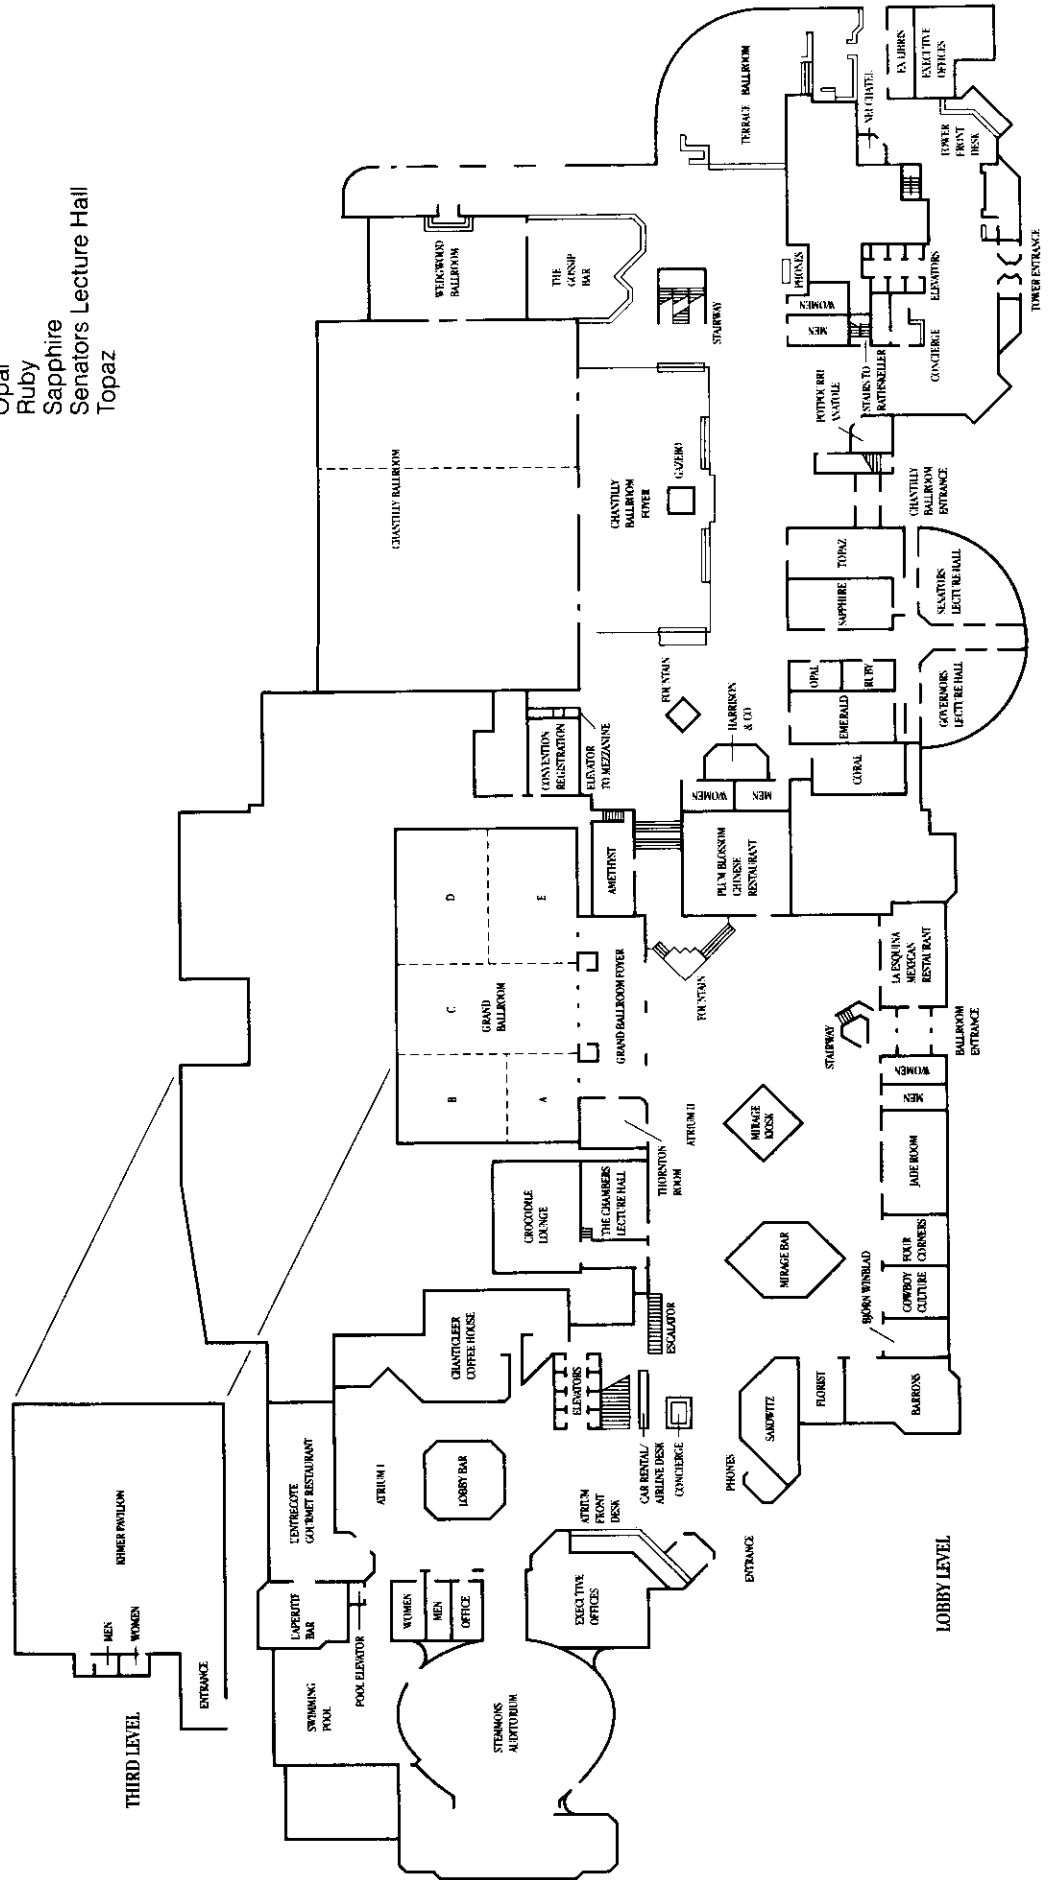 Opal
Ruby
Sapphire
Senators Lecture Hall
Topaz
THIRD LEVEL
KHMER PAVILION
MEN
WOMEN
ENTRANCE
SWIMMING
POOL
L'APERITIF
BAR
POOL ELEVATOR
L'ENTRECOTE
GOURMET RESTAURANT
ATRIUM I
LOBBY BAR
CHANTICLEER
COFFEE HOUSE
WOMEN
MEN
OFFICE
STEMMONS
AUDITORIUM
EXECUTIVE
OFFICES
ATRIUM
FRONT
DESK
ELEVATORS
CAR RENTAL/
AIRLINE DESK
CONCIERGE
ESCALATOR
ENTRANCE
PHONES
SAKOWITZ
FLORIST
BARRONS
BJÖRN WINBLAD
COWBOY
CULTURE
FOUR
CORNERS
JADE ROOM
MEN
WOMEN
MIRAGE BAR
MIRAGE
KIOSK
CROCODILE
LOUNGE
THE CHAMBERS
LECTURE HALL
THORNTON
ROOM
ATRIUM II
B
A
C
GRAND
BALLROOM
D
E
GRAND BALLROOM FOYER
FOUNTAIN
AMETHYST
STAIRWAY
BALLROOM
ENTRANCE
LA ESQUINA
MEXICAN
RESTAURANT
PLUM BLOSSOM
CHINESE
RESTAURANT
WOMEN
MEN
HARRISON
& CO
CONVENTION
REGISTRATION
ELEVATOR
TO MEZZANINE
FOUNTAIN
CORAL
EMERALD
OPAL
RUBY
SAPPHIRE
TOPAZ
GOVERNORS
LECTURE HALL
SENATORS
LECTURE HALL
CHANTILLY BALLROOM
CHANTILLY
BALLROOM
FOYER
GAZEBO
CHANTILLY
BALLROOM
ENTRANCE
POTPOURRI
ANATOLE
STAIRS TO
RATHSKELLER
CONCIERGE
STAIRWAY
MEN
WOMEN
PHONES
ELEVATORS
TOWER ENTRANCE
WEDGWOOD
BALLROOM
THE
GOSSIP
BAR
TERRACE BALLROOM
NEUCHATEL
TOWER
FRONT
DESK
EX LIBRIS
EXECUTIVE
OFFICES
LOBBY LEVEL